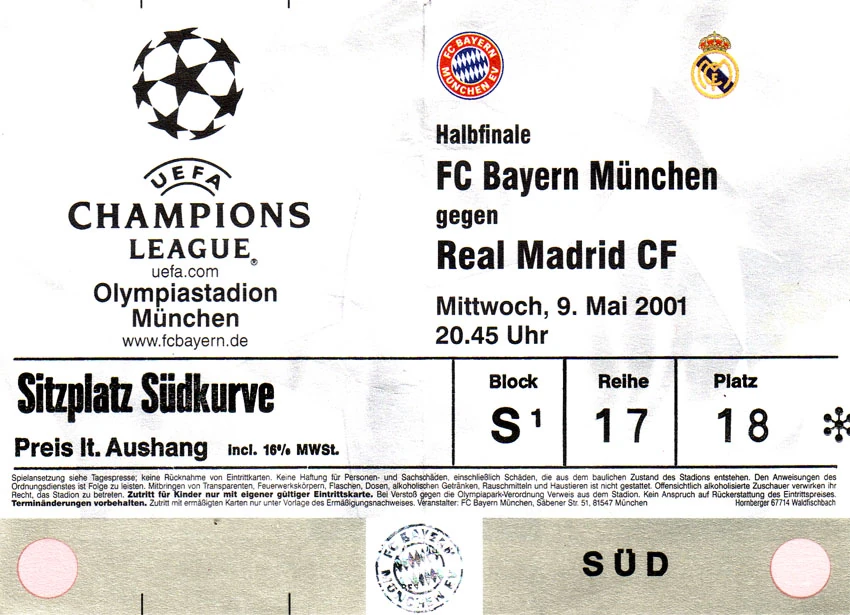 UEFA
CHAMPIONS
LEAGUE®
uefa.com
Olympiastadion
München
www.fcbayern.de
FC BAYERN
MÜNCHEN EV
Halbfinale
FC Bayern München
gegen
Real Madrid CF
Mittwoch, 9. Mai 2001
20.45 Uhr
Sitzplatz Südkurve
Preis lt. Aushang incl. 16% MWSt.
Block
S 1
Reihe
17
Platz
18
Spielansetzung siehe Tagespresse; keine Rücknahme von Eintrittkarten. Keine Haftung für Personen- und Sachschäden, einschließlich Schäden, die aus dem baulichen Zustand des Stadions entstehen. Den Anweisungen des
Ordnungsdienstes ist Folge zu leisten. Mitbringen von Transparenten, Feuerwerkskörpern, Flaschen, Dosen, alkoholischen Getränken, Rauschmitteln und Haustieren ist nicht gestattet. Offensichtlich alkoholisierte Zuschauer verwirken ihr
Recht, das Stadion zu betreten. Zutritt für Kinder nur mit eigener gültiger Eintrittskarte. Bei Verstoß gegen die Olympiapark-Verordnung Verweis aus dem Stadion. Kein Anspruch auf Rückerstattung des Eintrittspreises.
Terminänderungen vorbehalten. Zutritt mit ermäßigten Karten nur unter Vorlage des Ermäßigungsnachweises. Veranstalter: FC Bayern München, Säbener Str. 51, 81547 München
Hornberger 67714 Waldfischbach
FC BAYERN
MÜNCHEN EV
SÜD